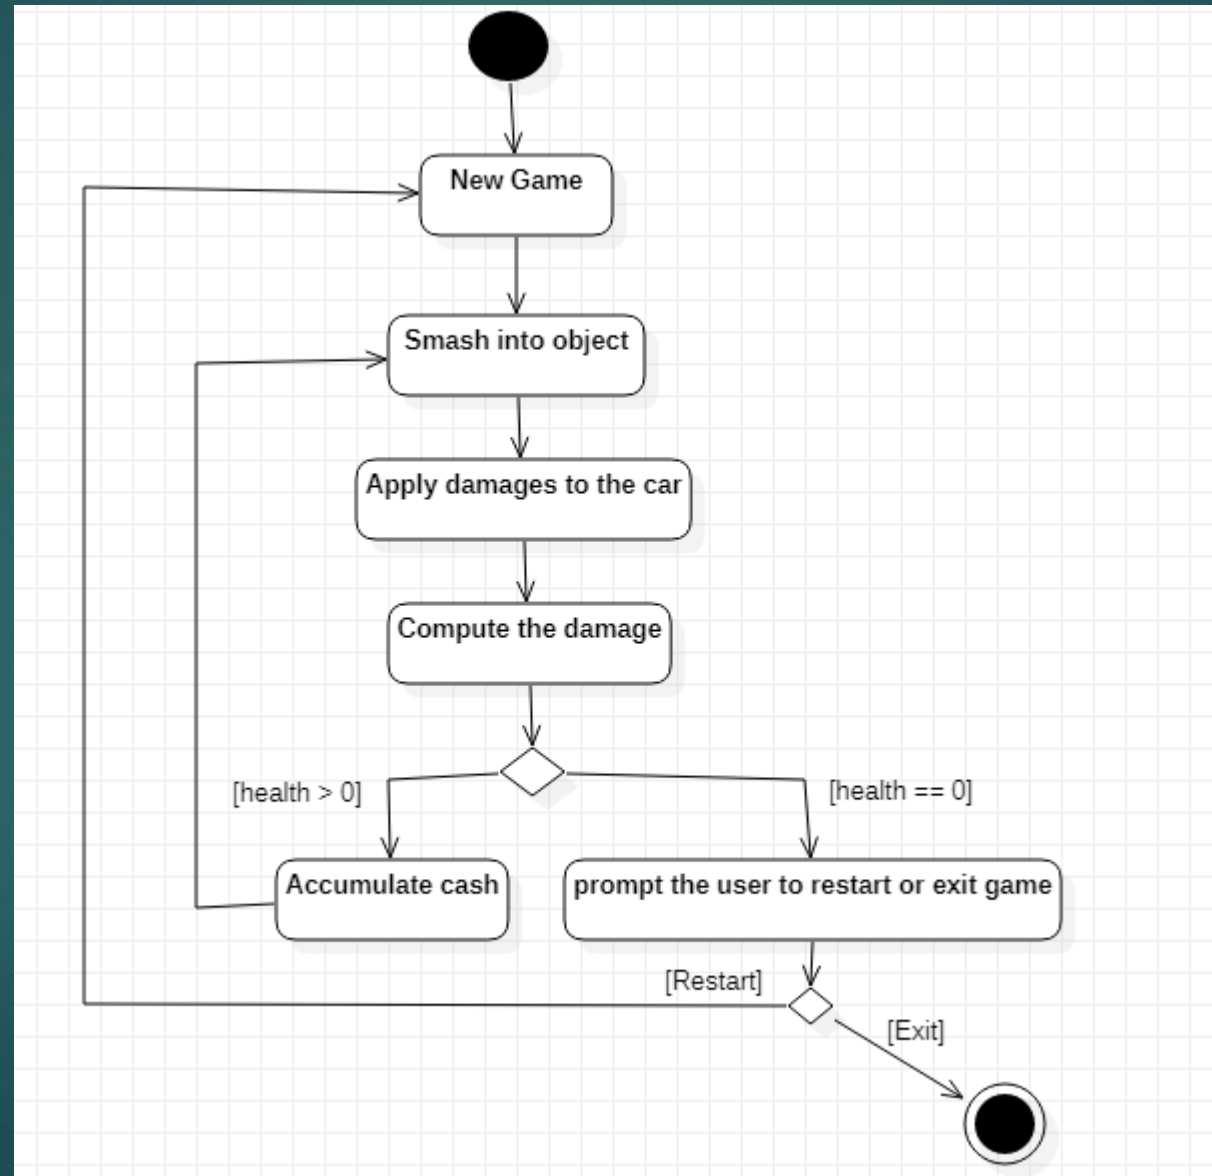 New Game
Smash into object
Apply damages to the car
Compute the damage
[health > 0]
[health == 0]
Accumulate cash
prompt the user to restart or exit game
[Restart]
[Exit]